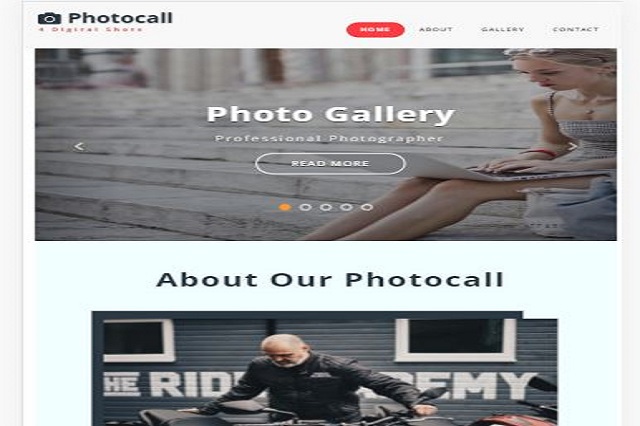 Photocall
4 Digital Shots
HOME ABOUT GALLERY CONTACT
Photo Gallery
Professional Photographer
READ MORE
About Our Photocall
HE RID EMY